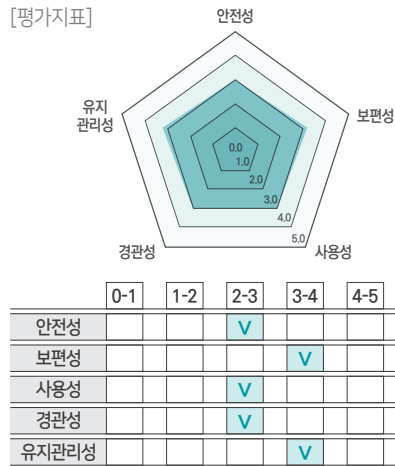 [평가지표]
안전성
유지
관리성
보편성
0.0
1.0
2.0
3.0
4.0
5.0
경관성
사용성
0-1 1-2 2-3 3-4 4-5
안전성 V
보편성 V
사용성 V
경관성 V
유지관리성 V